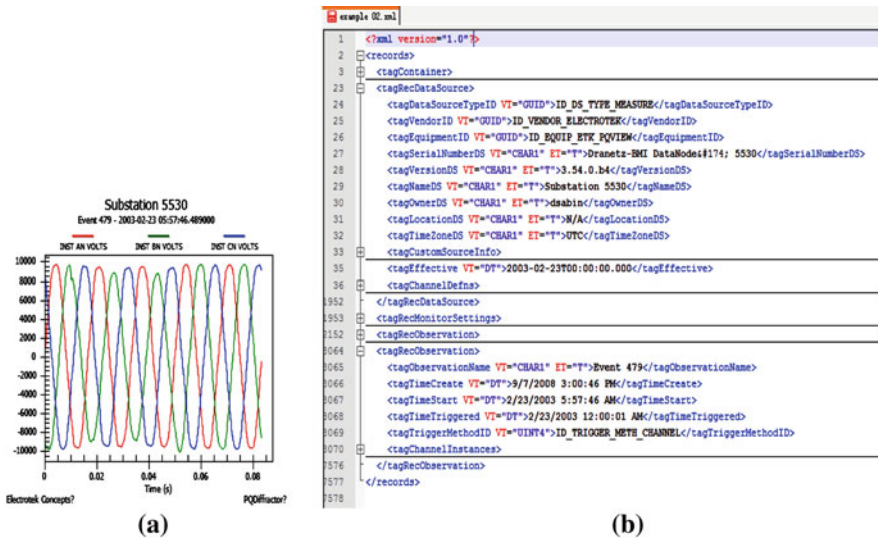 Substation 5530
Event 479 - 2003-02-23 05:57:46.489000
INST AN VOLTS INST BN VOLTS INST CN VOLTS
10000
8000
6000
4000
2000
0
-2000
-4000
-6000
-8000
-10000
0 0.02 0.04 0.06 0.08
Time (s)
Electrotek Concepts? PQDiffractor?
(a)
example 02.xml
1 <?xml version="1.0"?>
2 <records>
3 <tagContainer>
23 <tagRecDataSource>
24 <tagDataSourceTypeID VT="GUID">ID_DS_TYPE_MEASURE</tagDataSourceTypeID>
25 <tagVendorID VT="GUID">ID_VENDOR_ELECTROTEK</tagVendorID>
26 <tagEquipmentID VT="GUID">ID_EQUIP_ETK_PQVIEW</tagEquipmentID>
27 <tagSerialNumberDS VT="CHAR1" ET="T">Dranetz-BMI DataNode&#174; 5530</tagSerialNumberDS>
28 <tagVersionDS VT="CHAR1" ET="T">3.54.0.b4</tagVersionDS>
29 <tagNameDS VT="CHAR1" ET="T">Substation 5530</tagNameDS>
30 <tagOwnerDS VT="CHAR1" ET="T">dsabin</tagOwnerDS>
31 <tagLocationDS VT="CHAR1" ET="T">N/A</tagLocationDS>
32 <tagTimeZoneDS VT="CHAR1" ET="T">UTC</tagTimeZoneDS>
33 <tagCustomSourceInfo>
35 <tagEffective VT="DT">2003-02-23T00:00:00.000</tagEffective>
36 <tagChannelDefns>
1952 </tagRecDataSource>
1953 <tagRecMonitorSettings>
2152 <tagRecObservation>
3064 <tagRecObservation>
3065 <tagObservationName VT="CHAR1" ET="T">Event 479</tagObservationName>
3066 <tagTimeCreate VT="DT">9/7/2008 3:00:46 PM</tagTimeCreate>
3067 <tagTimeStart VT="DT">2/23/2003 5:57:46 AM</tagTimeStart>
3068 <tagTimeTriggered VT="DT">2/23/2003 12:00:01 AM</tagTimeTriggered>
3069 <tagTriggerMethodID VT="UINT4">ID_TRIGGER_METH_CHANNEL</tagTriggerMethodID>
3070 <tagChannelInstances>
7576 </tagRecObservation>
7577 </records>
7578
(b)